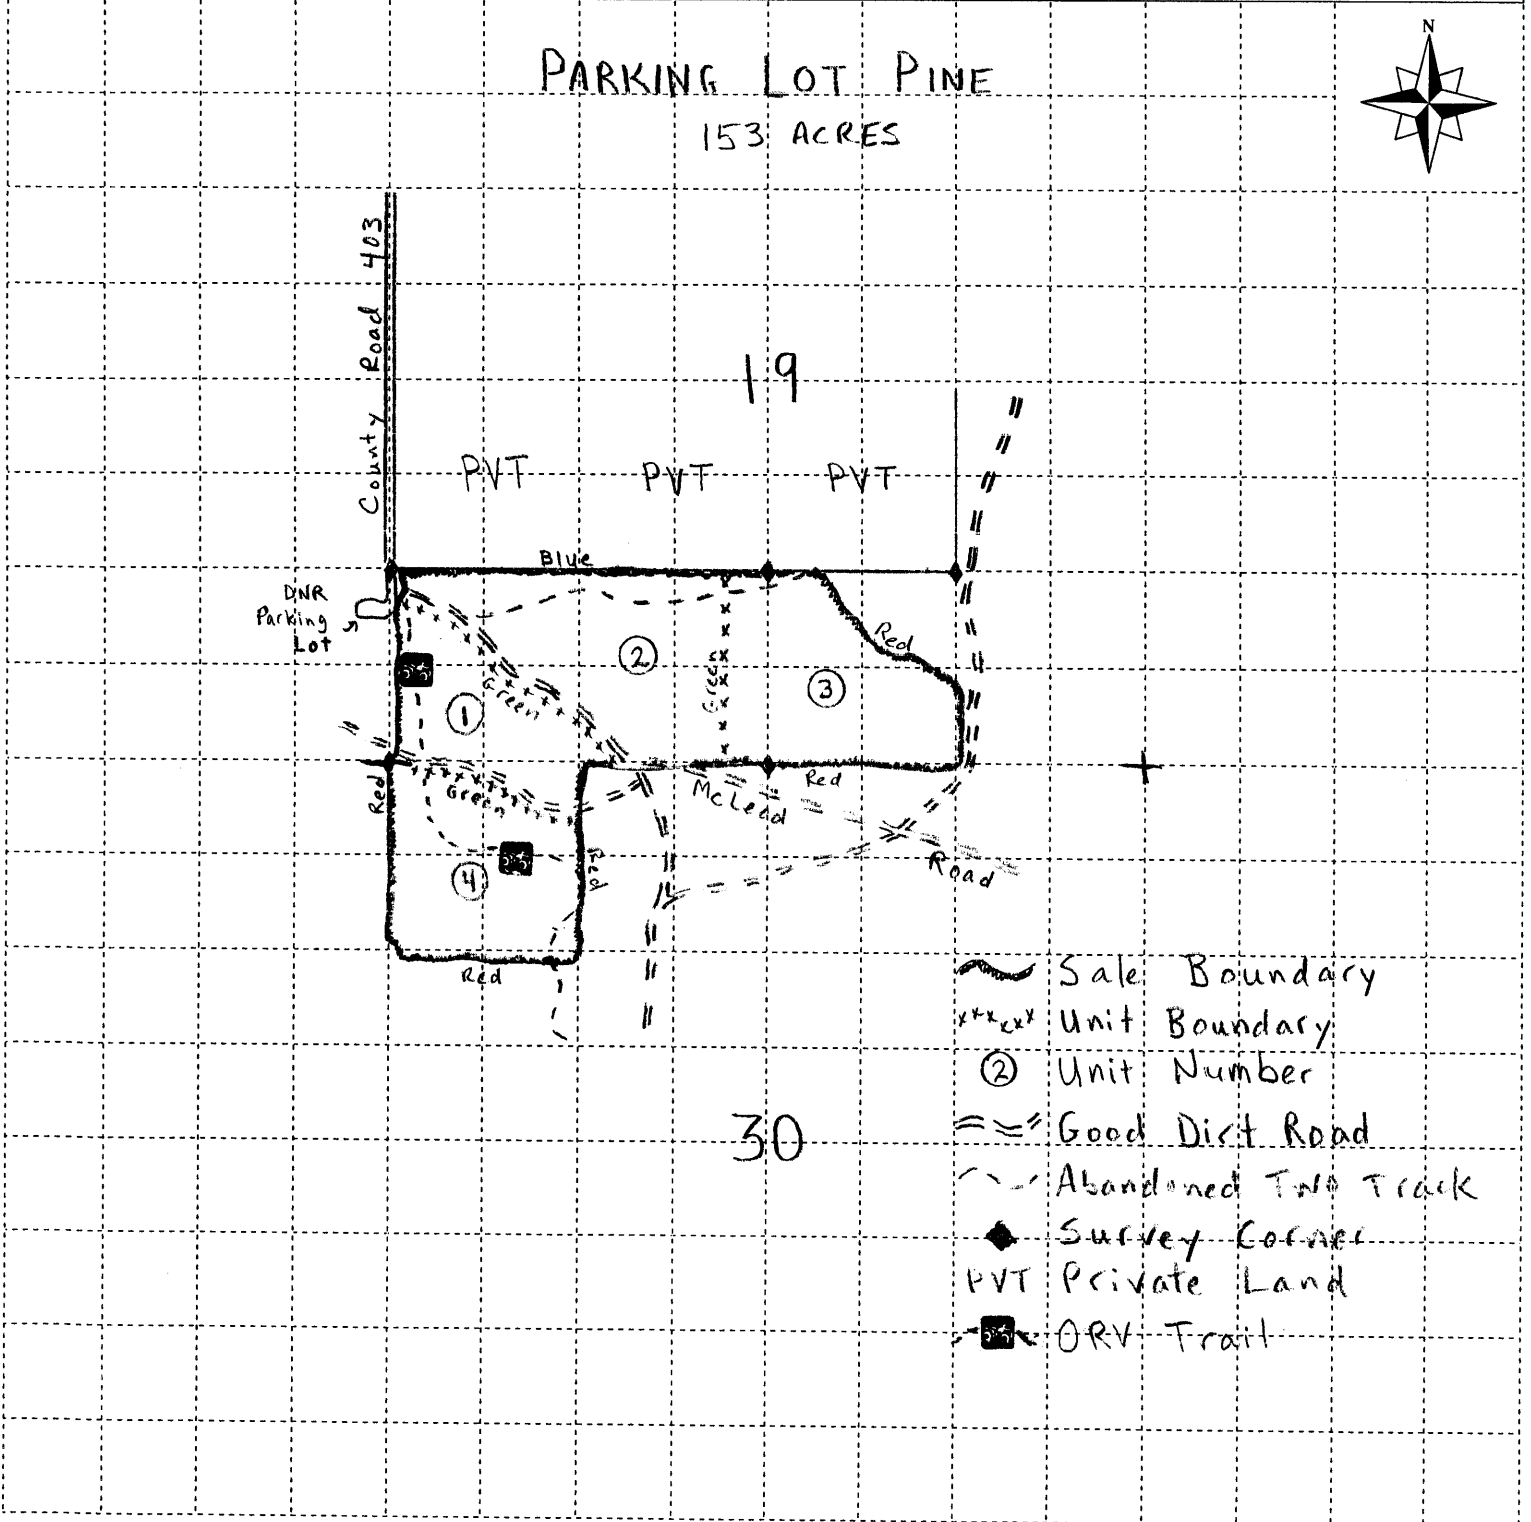 N
PARKING LOT PINE
153 ACRES
County Road 403
19
PVT PVT PVT
Blue
DNR
Parking
Lot
Red
2
Green
3
1
Green
Red
Green
McLeod
Red
Road
Red
4
Red
Sale Boundary
Unit Boundary
2 Unit Number
Good Dirt Road
30
Abandoned Two Track
Survey Corner
PVT Private Land
ORV Trail